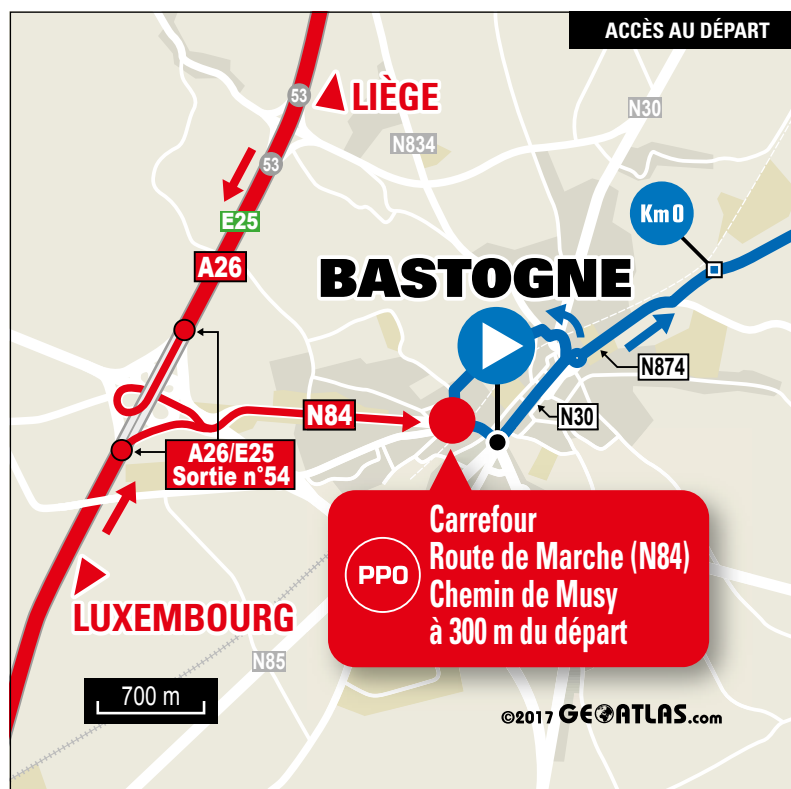 ACCÈS AU DÉPART
53
LIÈGE
N30
N834
53
E25
Km 0
A26
BASTOGNE
N874
N84
N30
A26/E25
Sortie n°54
Carrefour
Route de Marche (N84)
PPO
Chemin de Musy
à 300 m du départ
LUXEMBOURG
N85
700 m
©2017 GEOATLAS.com